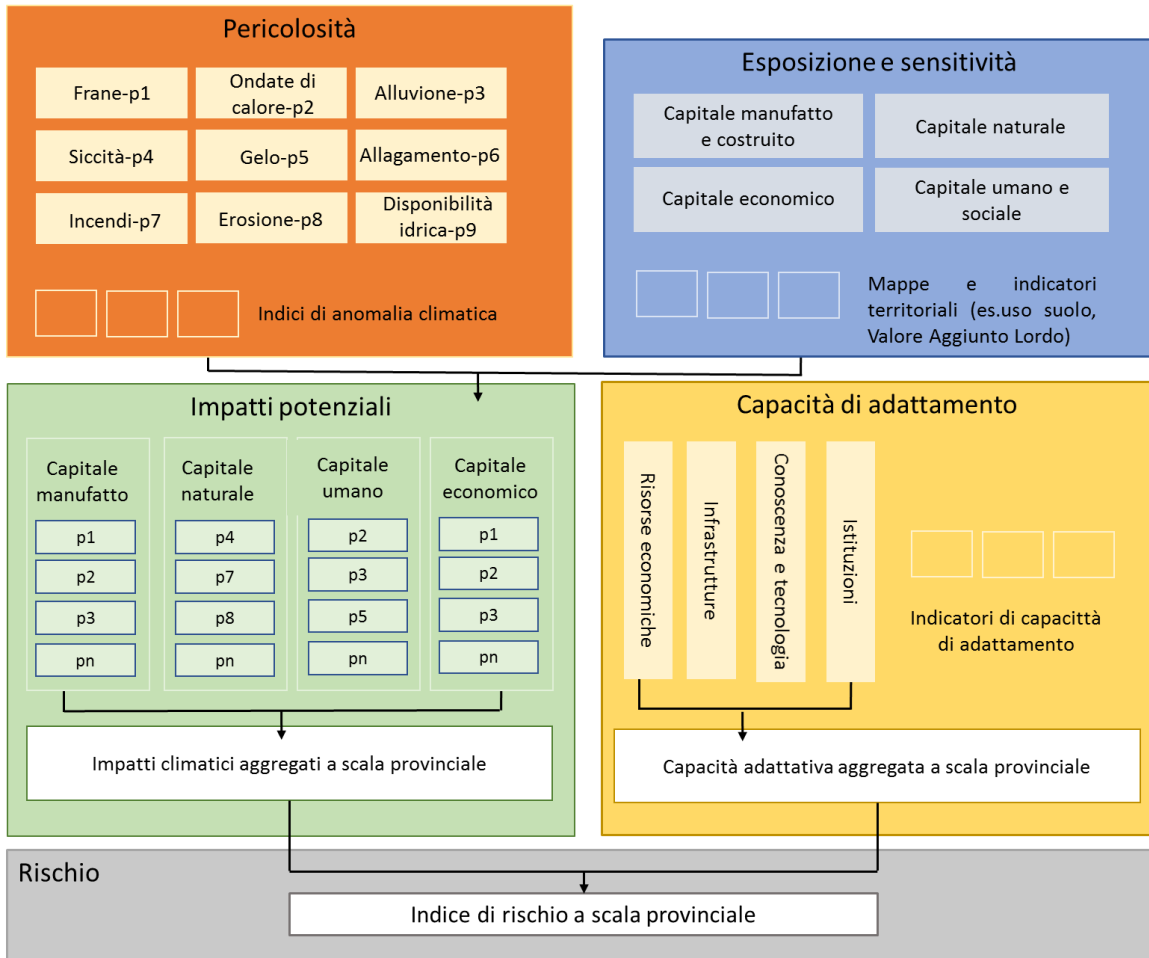 Pericolosità
Frane-p1
Ondate di
calore-p2
Alluvione-p3
Siccità-p4
Gelo-p5
Allagamento-p6
Incendi-p7
Erosione-p8
Disponibilità
idrica-p9
Indici di anomalia climatica
Esposizione e sensitività
Capitale manufatto
e costruito
Capitale naturale
Capitale economico
Capitale umano e
sociale
Mappe e indicatori
territoriali (es.uso suolo,
Valore Aggiunto Lordo)
Impatti potenziali
Capitale
manufatto
p1
p2
p3
pn
Capitale
naturale
p4
p7
p8
pn
Capitale
umano
p2
p3
p5
pn
Capitale
economico
p1
p2
p3
pn
Impatti climatici aggregati a scala provinciale
Capacità di adattamento
Risorse economiche
Infrastrutture
Conoscenza e tecnologia
Istituzioni
Indicatori di capacittà
di adattamento
Capacità adattativa aggregata a scala provinciale
Rischio
Indice di rischio a scala provinciale